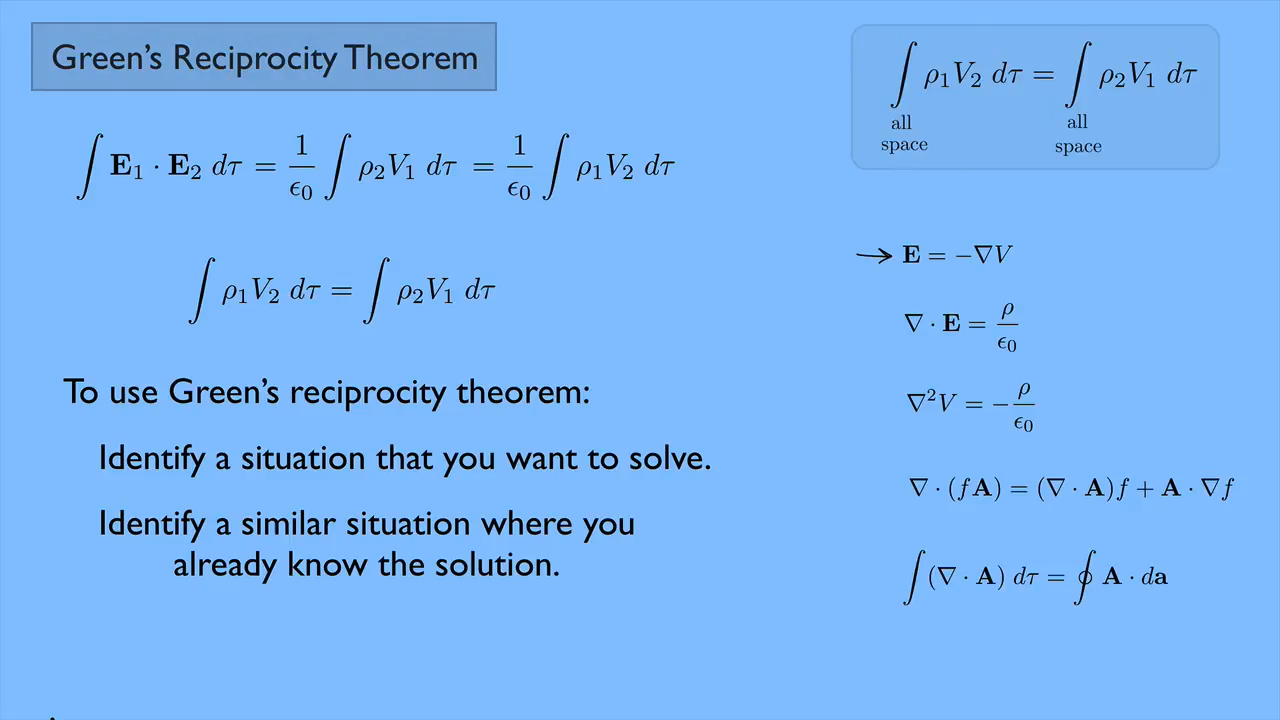 Green's Reciprocity Theorem
∫ρ₁V₂ dτ = ∫ρ₂V₁ dτ
all space all space
∫E₁ · E₂ dτ = 1/ϵ₀ ∫ρ₂V₁ dτ = 1/ϵ₀ ∫ρ₁V₂ dτ
∫ρ₁V₂ dτ = ∫ρ₂V₁ dτ
To use Green's reciprocity theorem:
Identify a situation that you want to solve.
Identify a similar situation where you
already know the solution.
→ E = −∇V
∇ · E = ρ/ϵ₀
∇²V = −ρ/ϵ₀
∇ · (fA) = (∇ · A)f + A · ∇f
∫(∇ · A) dτ = ∮A · da